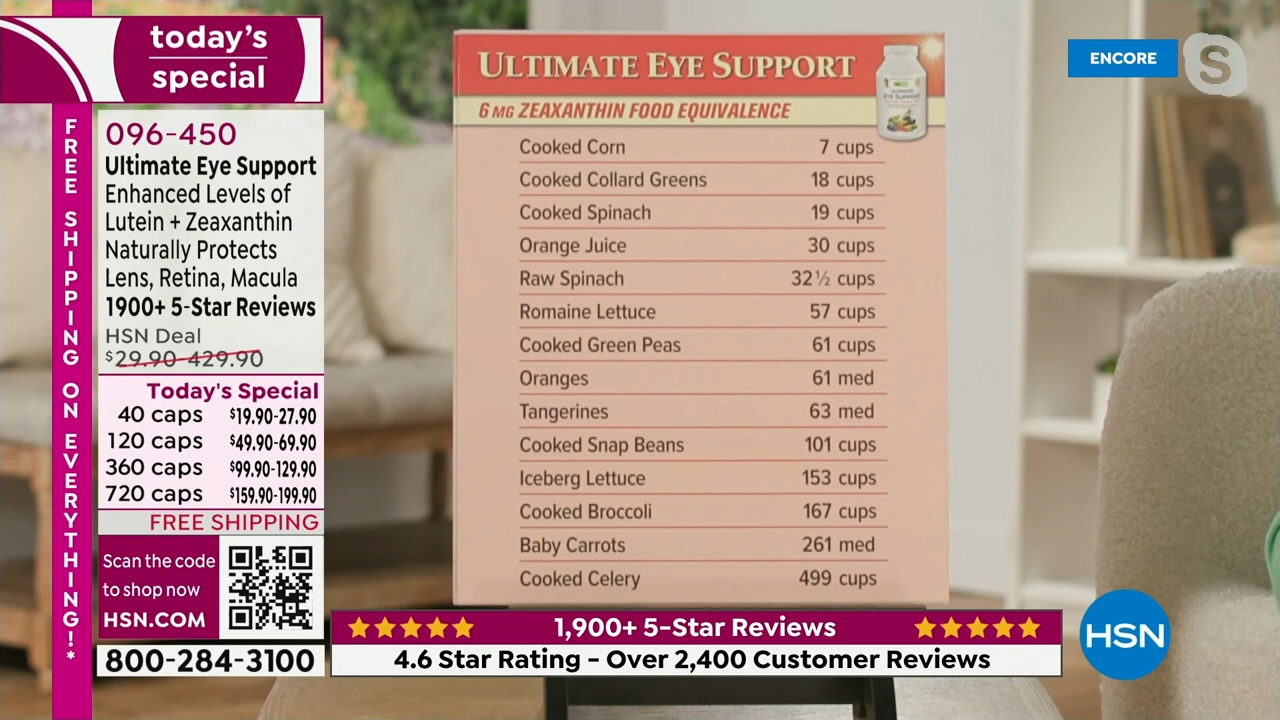 today's
special
FREE SHIPPING ON EVERYTHING!*
096-450
Ultimate Eye Support
Enhanced Levels of
Lutein + Zeaxanthin
Naturally Protects
Lens, Retina, Macula
1900+ 5-Star Reviews
HSN Deal
$29.90-429.90
Today's Special
40 caps $19.90-27.90
120 caps $49.90-69.90
360 caps $99.90-129.90
720 caps $159.90-199.90
FREE SHIPPING
Scan the code
to shop now
HSN.COM
800-284-3100
ULTIMATE EYE SUPPORT
6 MG ZEAXANTHIN FOOD EQUIVALENCE
Cooked Corn 7 cups
Cooked Collard Greens 18 cups
Cooked Spinach 19 cups
Orange Juice 30 cups
Raw Spinach 32½ cups
Romaine Lettuce 57 cups
Cooked Green Peas 61 cups
Oranges 61 med
Tangerines 63 med
Cooked Snap Beans 101 cups
Iceberg Lettuce 153 cups
Cooked Broccoli 167 cups
Baby Carrots 261 med
Cooked Celery 499 cups
ENCORE
S
1,900+ 5-Star Reviews
4.6 Star Rating – Over 2,400 Customer Reviews
HSN